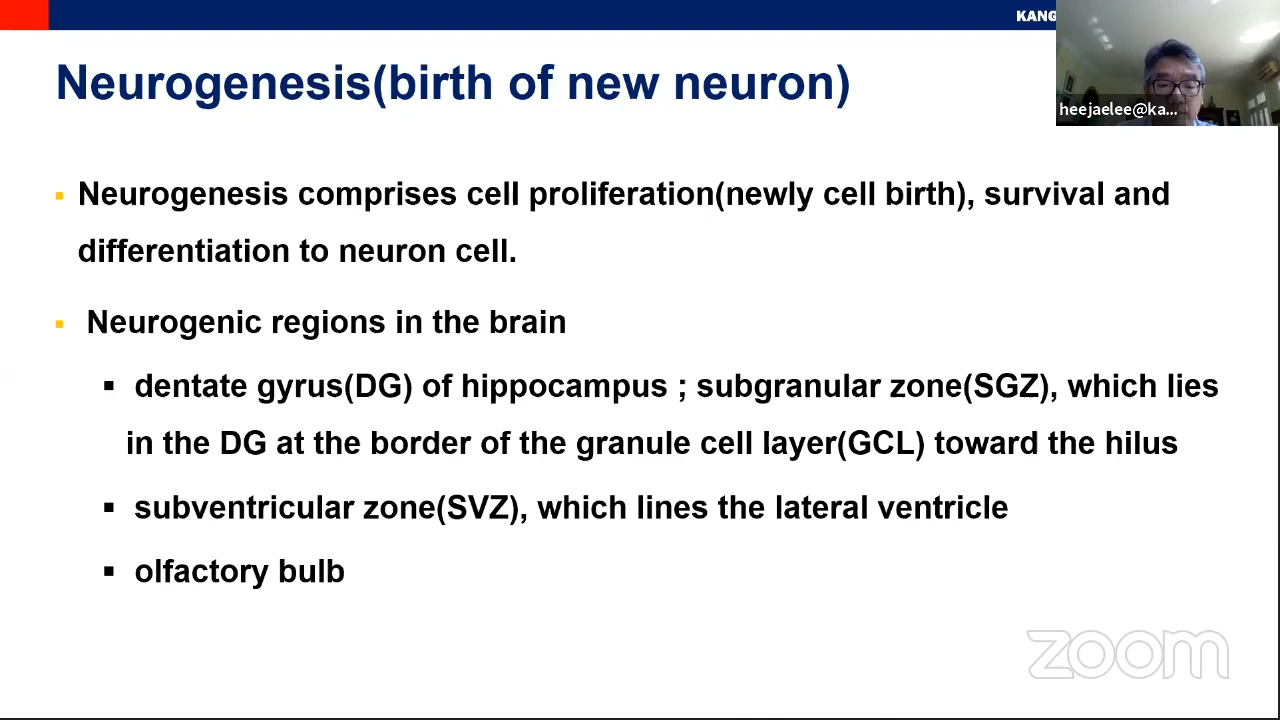 KANG
Neurogenesis(birth of new neuron)
heejaelee@ka...
▪ Neurogenesis comprises cell proliferation(newly cell birth), survival and
differentiation to neuron cell.
▪ Neurogenic regions in the brain
▪ dentate gyrus(DG) of hippocampus ; subgranular zone(SGZ), which lies
in the DG at the border of the granule cell layer(GCL) toward the hilus
▪ subventricular zone(SVZ), which lines the lateral ventricle
▪ olfactory bulb
zoom